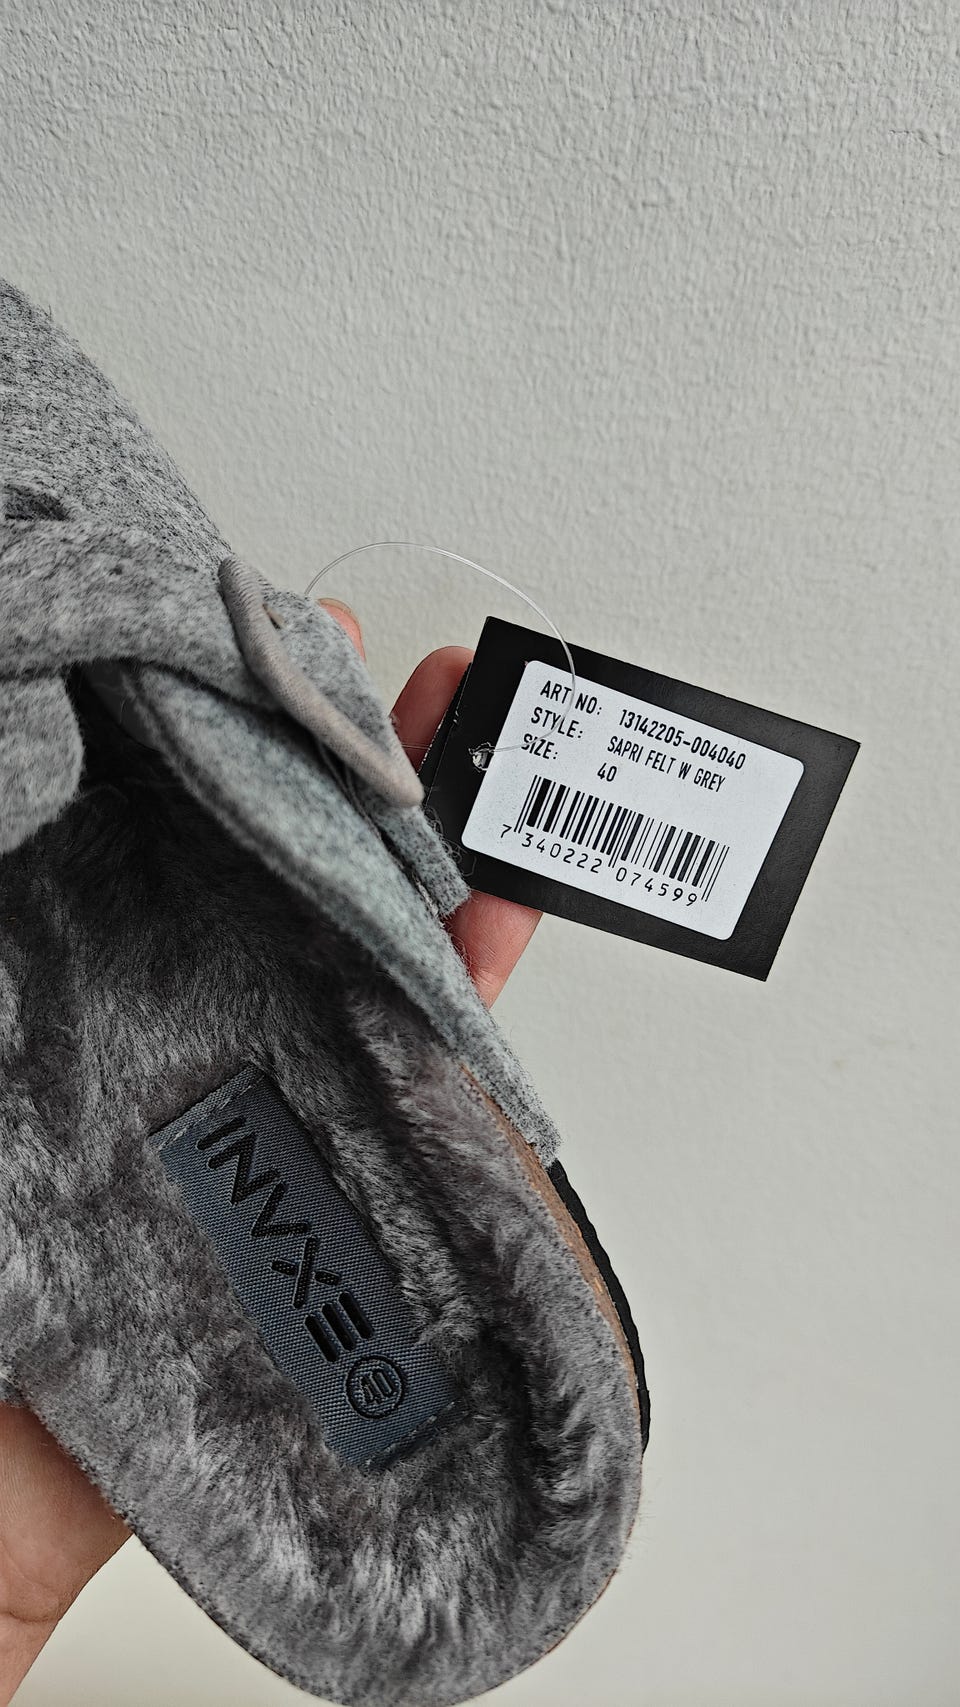 ART NO: 13142205-004040
STYLE: SAPRI FELT W GREY
SIZE: 40
7 340222 074599
EXANI
40